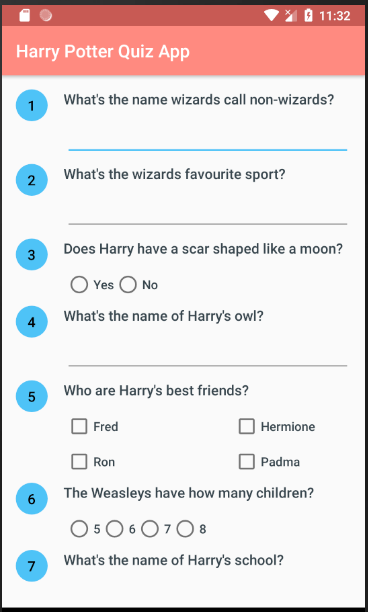 11:32
Harry Potter Quiz App
1 What's the name wizards call non-wizards?
2 What's the wizards favourite sport?
3 Does Harry have a scar shaped like a moon?
Yes No
4 What's the name of Harry's owl?
5 Who are Harry's best friends?
Fred Hermione
Ron Padma
6 The Weasleys have how many children?
5 6 7 8
7 What's the name of Harry's school?